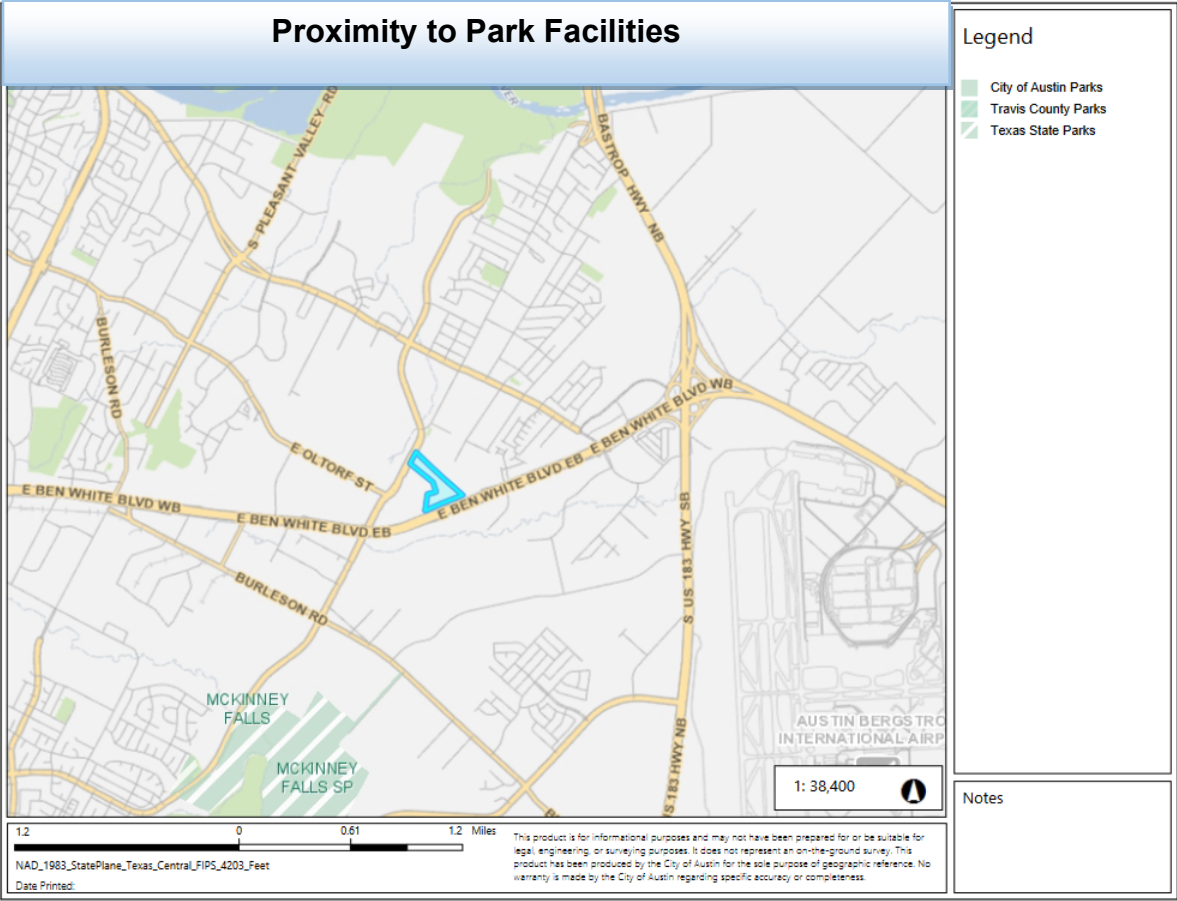 Proximity to Park Facilities
Legend
City of Austin Parks
Travis County Parks
Texas State Parks
S PLEASANT VALLEY RD
VER)
BASTROP HWY NB
BURLESON RD
E BEN WHITE BLVD WB
E OLTORF ST
E BEN WHITE BLVD EB
E BEN WHITE BLVD WB
E BEN WHITE BLVD EB
S US 183 HWY SB
BURLESON RD
MCKINNEY
FALLS
MCKINNEY
FALLS SP
S 183 HWY NB
AUSTIN BERGSTRO
INTERNATIONAL AIRP
1: 38,400
Notes
1.2 0 0.61 1.2 Miles
NAD_1983_StatePlane_Texas_Central_FIPS_4203_Feet
Date Printed:
This product is for informational purposes and may not have been prepared for or be suitable for
legal, engineering, or surveying purposes. It does not represent an on-the-ground survey. This
product has been produced by the City of Austin for the sole purpose of geographic reference. No
warranty is made by the City of Austin regarding specific accuracy or completeness.